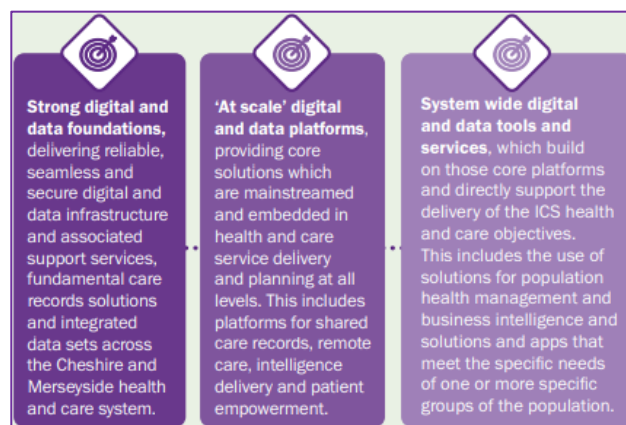 Strong digital and
data foundations,
delivering reliable,
seamless and
secure digital and
data infrastructure
and associated
support services,
fundamental care
records solutions
and integrated
data sets across
the Cheshire and
Merseyside health
and care system.
‘At scale’ digital
and data platforms,
providing core
solutions which
are mainstreamed
and embedded in
health and care
service delivery
and planning at all
levels. This includes
platforms for shared
care records, remote
care, intelligence
delivery and patient
empowerment.
System wide digital
and data tools and
services, which build
on those core platforms
and directly support the
delivery of the ICS health
and care objectives.
This includes the use of
solutions for population
health management and
business intelligence and
solutions and apps that
meet the specific needs
of one or more specific
groups of the population.